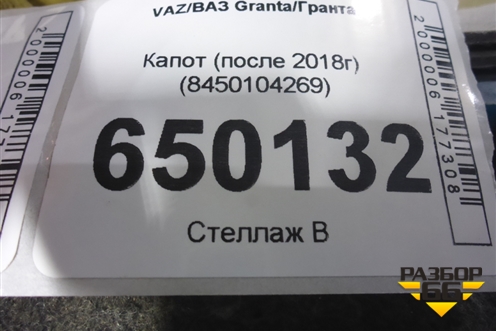 VAZ/ВАЗ Granta/Гранта
Капот (после 2018г)
(8450104269)
650132
Стеллаж В
2000006177308
РАЗБОР
66